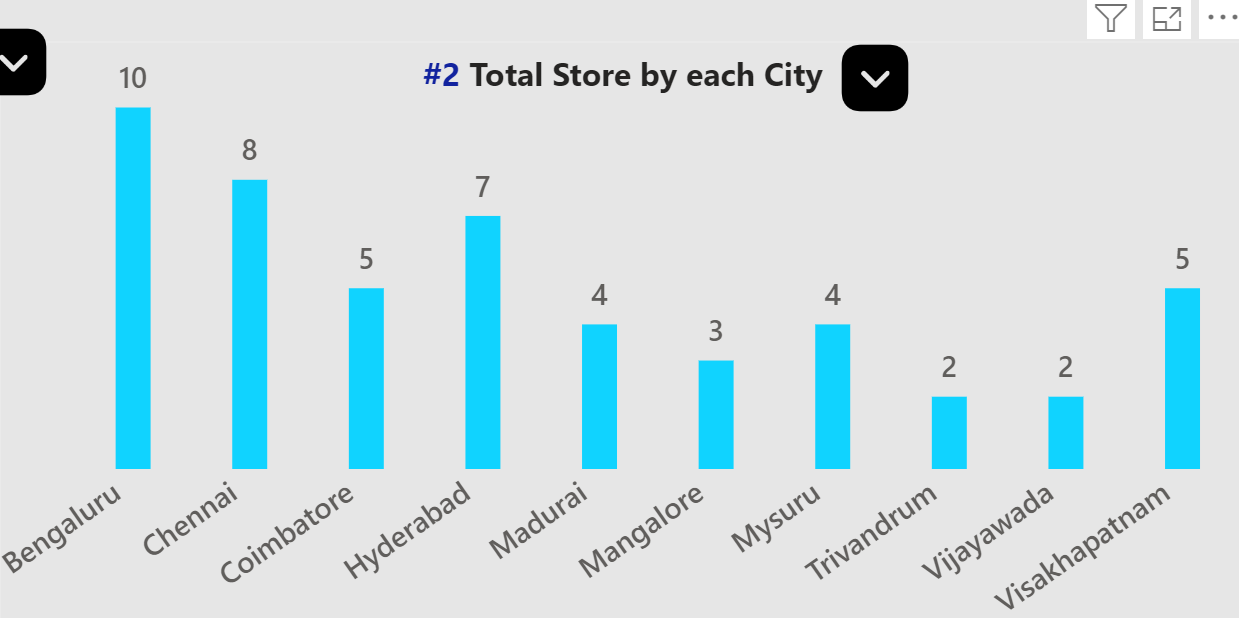 #2 Total Store by each City
10
8
5
7
4
3
4
2
2
5
Bengaluru
Chennai
Coimbatore
Hyderabad
Madurai
Mangalore
Mysuru
Trivandrum
Vijayawada
Visakhapatnam